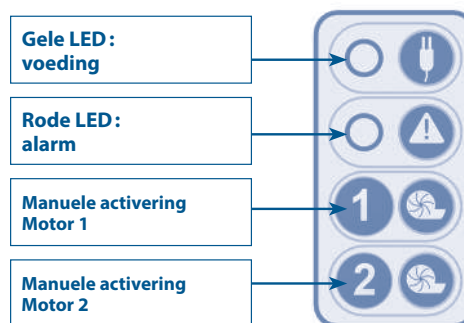 Gele LED :
voeding
Rode LED :
alarm
Manuele activering
Motor 1
1
Manuele activering
Motor 2
2